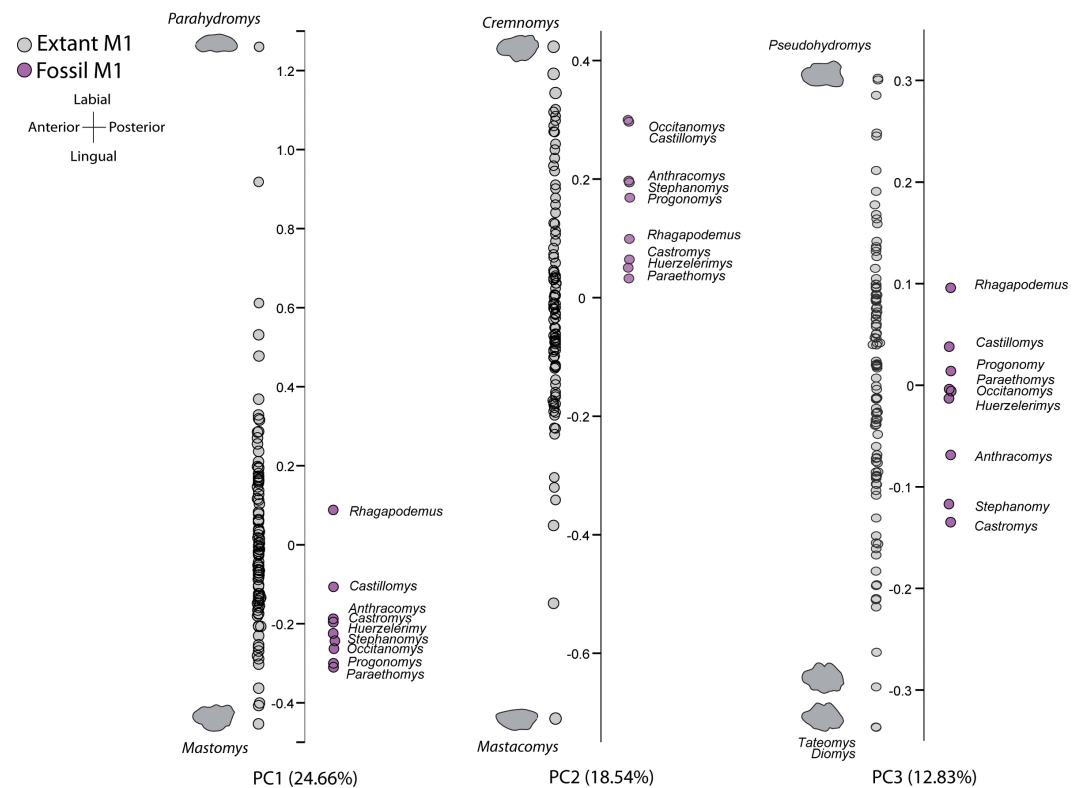 Parahydromys
Extant M1
Fossil M1
Labial
Anterior Posterior
Lingual
1.2
1.0
0.8
0.6
0.4
0.2
0
-0.2
-0.4
Rhagapodemus
Castillomys
Anthracomys
Castromys
Huerzelerimy
Stephanomys
Occitanomys
Progonomys
Paraethomys
Mastomys
PC1 (24.66%)
Cremnomys
0.4
0.2
0
-0.2
-0.4
-0.6
Occitanomys
Castillomys
Anthracomys
Stephanomys
Progonomys
Rhagapodemus
Castromys
Huerzelerimys
Paraethomys
Mastacomys
PC2 (18.54%)
Pseudohydromys
0.3
0.2
0.1
0
-0.1
-0.2
-0.3
Rhagapodemus
Castillomys
Progonomy
Paraethomys
Occitanomys
Huerzelerimys
Anthracomys
Stephanomy
Castromys
Tateomys
Diomys
PC3 (12.83%)